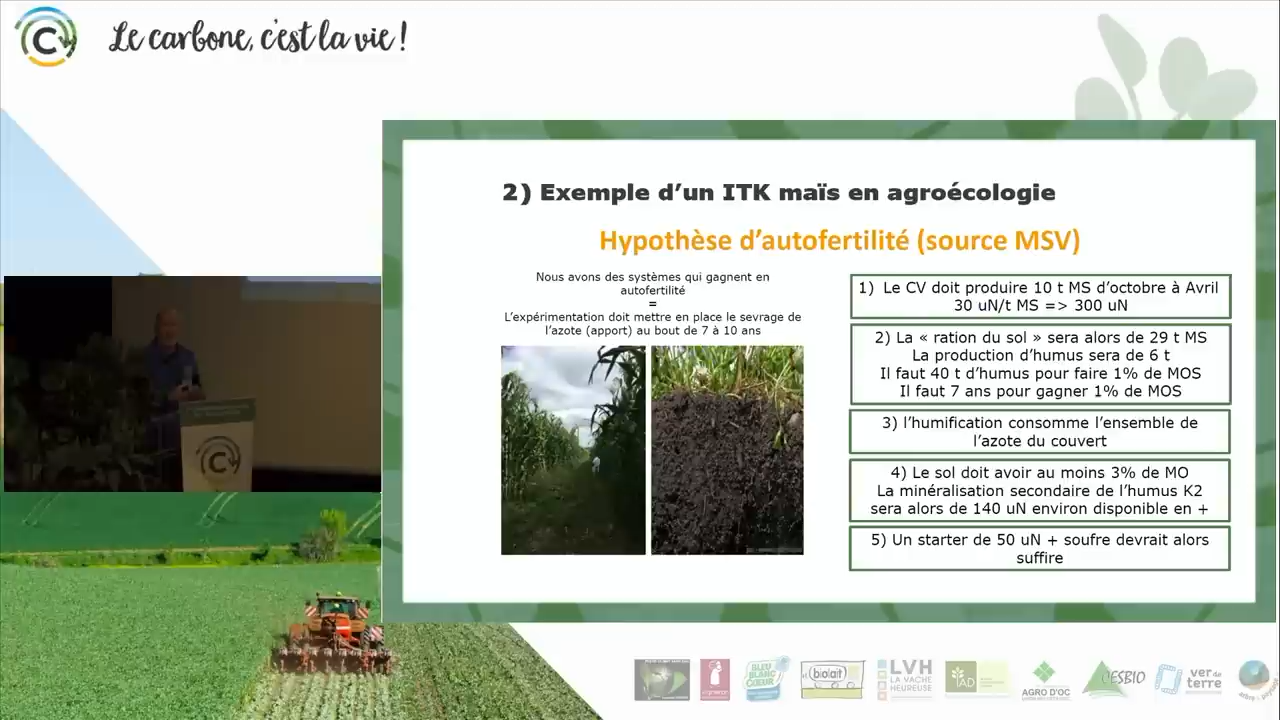 Le carbone, c'est la vie !
2) Exemple d'un ITK maïs en agroécologie
Hypothèse d'autofertilité (source MSV)
Nous avons des systèmes qui gagnent en
autofertilité
=
L'expérimentation doit mettre en place le sevrage de
l'azote (apport) au bout de 7 à 10 ans
1) Le CV doit produire 10 t MS d'octobre à Avril
30 uN/t MS => 300 uN
2) La « ration du sol » sera alors de 29 t MS
La production d'humus sera de 6 t
Il faut 40 t d'humus pour faire 1% de MOS
Il faut 7 ans pour gagner 1% de MOS
3) l'humification consomme l'ensemble de
l'azote du couvert
4) Le sol doit avoir au moins 3% de MO
La minéralisation secondaire de l'humus K2
sera alors de 140 uN environ disponible en +
5) Un starter de 50 uN + soufre devrait alors
suffire
BLEU
BLANC
CŒUR
biolait
LVH
LA VACHE
HEUREUSE
IAD
AGRO D'OC
CESBIO
ver de
terre